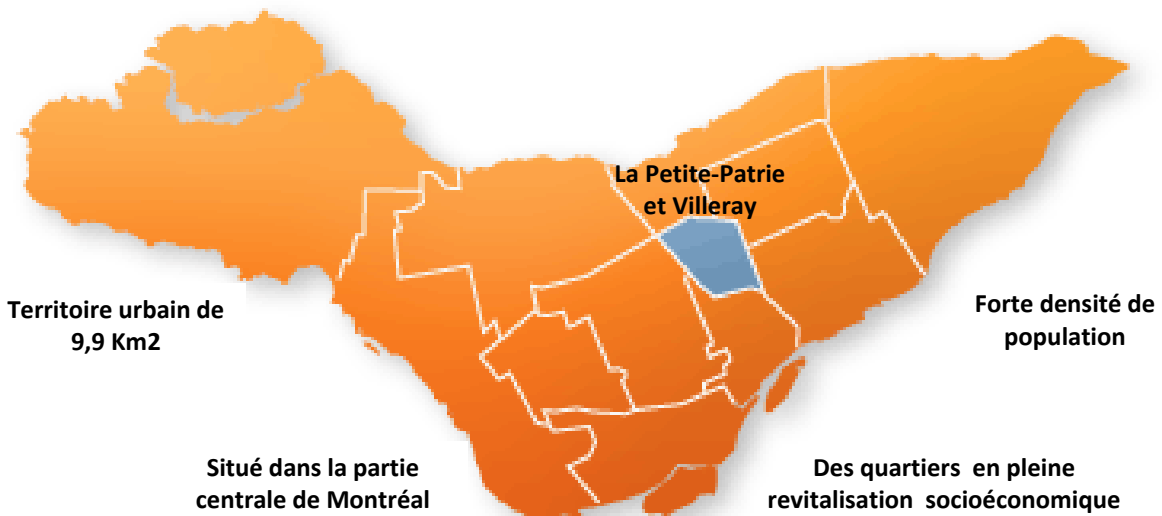 La Petite-Patrie
et Villeray
Territoire urbain de
9,9 Km2
Forte densité de
population
Situé dans la partie
centrale de Montréal
Des quartiers en pleine
revitalisation socioéconomique